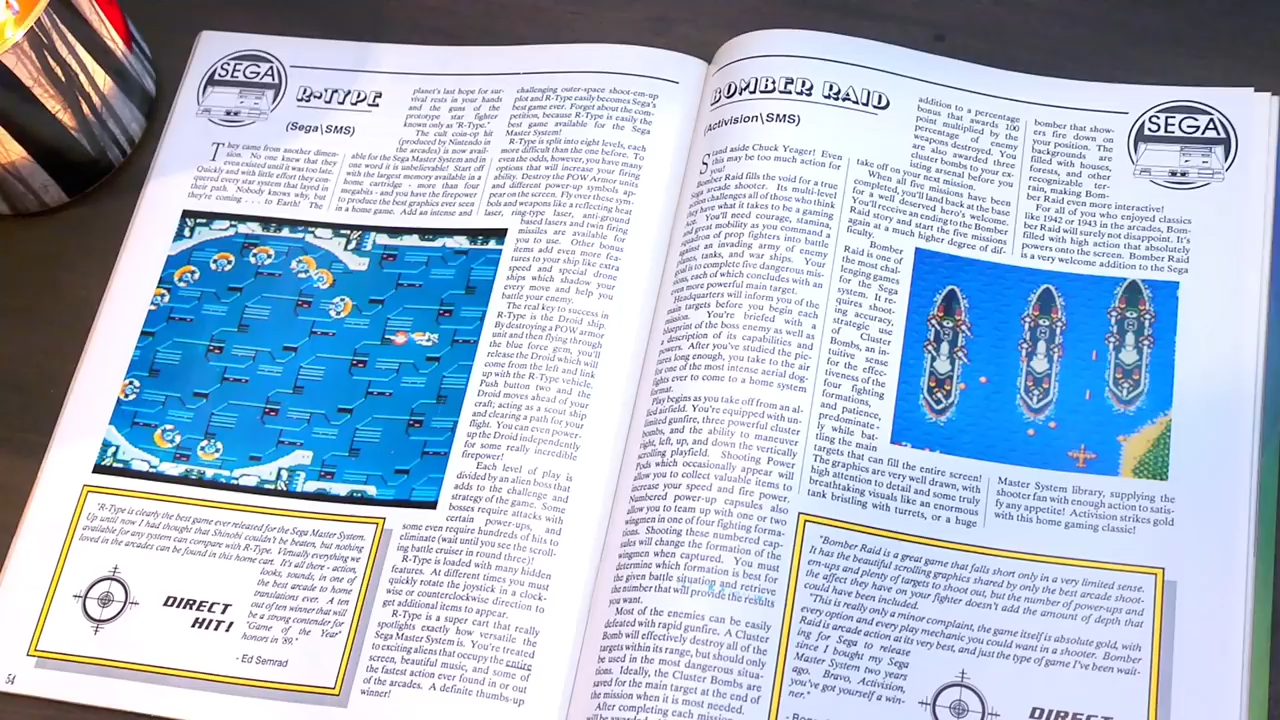 SEGA
R-TYPE
(Sega\SMS)
They came from another dimen-
sion. No one knew that they
even existed until it was too late.
Quickly and with little effort they con-
quered every star system that layed in
their path. Nobody knows why, but
they're coming . . . to Earth! The
planet's last hope for sur-
vival rests in your hands
and the guns of the
prototype star fighter
known only as "R-Type."
The cult coin-op hit
(produced by Nintendo in
the arcades) is now avail-
able for the Sega Master System and in
one word it is unbelievable! Start off
with the largest memory available in a
home cartridge - more than four
megabits - and you have the firepower
to produce the best graphics ever seen
in a home game. Add an intense and
challenging outer-space shoot-em-up
plot and R-Type easily becomes Sega's
best game ever. Forget about the com-
petition, because R-Type is easily the
best game available for the Sega
Master System!
R-Type is split into eight levels, each
more difficult than the one before. To
even the odds, however, you have many
options that will increase your firing
ability. Destroy the POW Armor units
and different power-up symbols ap-
pear on the screen. Fly over these sym-
bols and weapons like a reflecting heat
laser, ring-type laser, anti-ground
based lasers and twin firing
missiles are available for
you to use. Other bonus
items add even more fea-
tures to your ship like extra
speed and special drone
ships which shadow your
every move and help you
battle your enemy.
The real key to success in
R-Type is the Droid ship.
By destroying a POW armor
unit and then flying through
the blue force gem, you'll
release the Droid which will
come from the left and link
up with the R-Type vehicle.
Push button two and the
Droid moves ahead of your
craft; acting as a scout ship
and clearing a path for your
flight. You can even power-
up the Droid independently
for some really incredible
firepower!
Each level of play is
divided by an alien boss that
adds to the challenge and
strategy of the game. Some
bosses require attacks with
certain power-ups, and
some even require hundreds of hits to
eliminate (wait until you see the scroll-
ing battle cruiser in round three)!
R-Type is loaded with many hidden
features. At different times you must
quickly rotate the joystick in a clock-
wise or counterclockwise direction to
get additional items to appear.
R-Type is a super cart that really
spotlights exactly how versatile the
Sega Master System is. You're treated
to exciting aliens that occupy the entire
screen, beautiful music, and some of
the fastest action ever found in or out
of the arcades. A definite thumbs-up
winner!
"R-Type is clearly the best game ever released for the Sega Master System.
Up until now I had thought that Shinobi couldn't be beaten, but nothing
available for any system can compare with R-Type. Virtually everything we
loved in the arcades can be found in this home cart. It's all there - action,
looks, sounds, in one of
the best arcade to home
translations ever. A ten
out of ten winner that will
be a strong contender for
"Game of the Year"
honors in '89."
- Ed Semrad
DIRECT
HIT!
54
BOMBER RAID
(Activision\SMS)
Stand aside Chuck Yeager! Even
this may be too much action for
you!
Bomber Raid fills the void for a true
arcade shooter. Its multi-level
challenges all of those who think
they have what it takes to be a gaming
You'll need courage, stamina,
and great mobility as you command a
squadron of prop fighters into battle
against an invading army of enemy
planes, tanks, and war ships. Your
goal is to complete five dangerous mis-
sions, each of which concludes with an
even more powerful main target.
Headquarters will inform you of the
main targets before you begin each
mission. You're briefed with a
blueprint of the boss enemy as well as
a description of its capabilities and
powers. After you've studied the pic-
tures long enough, you take to the air
for one of the most intense aerial dog-
fights ever to come to a home system
format.
Play begins as you take off from an al-
lied airfield. You're equipped with un-
limited gunfire, three powerful cluster
bombs, and the ability to maneuver
right, left, up, and down the vertically
scrolling playfield. Shooting Power
Pods which occasionally appear will
allow you to collect valuable items to
increase your speed and fire power.
Numbered power-up capsules also
allow you to team up with one or two
wingmen in one of four fighting forma-
tions. Shooting these numbered cap-
sules will change the formation of the
wingmen when captured. You must
determine which formation is best for
the given battle situation and retrieve
the number that will provide the results
you want.
Most of the enemies can be easily
defeated with rapid gunfire. A Cluster
Bomb will effectively destroy all of the
targets within its range, but should only
be used in the most dangerous situa-
tions. Ideally, the Cluster Bombs are
saved for the main target at the end of
the mission when it is most needed.
After completing each mission
addition to a percentage
bonus that awards 100
point multiplied by the
percentage of enemy
weapons destroyed. You
are also awarded three
cluster bombs to your ex-
isting arsenal before you
take off on your next mission.
When all five missions have been
completed, you'll land back at the base
for a well deserved hero's welcome.
You'll receive an ending to the Bomber
Raid story and start the five missions
again at a much higher degree of dif-
ficulty.
Bomber
Raid is one of
the most chal-
lenging games
for the Sega
system. It re-
quires shoot-
ing accuracy,
strategic use
of Cluster
Bombs, an in-
tuitive sense
for the effec-
tiveness of the
four fighting
formations,
and patience,
predominate-
ly while bat-
tling the main
targets that can fill the entire screen!
The graphics are very well drawn, with
high attention to detail and some truly
breathtaking visuals like an enormous
tank bristling with turrets, or a huge
bomber that show-
ers fire down on
your position. The
backgrounds are
filled with houses,
forests, and other
recognizable ter-
rain, making Bom-
ber Raid even more interactive!
For all of you who enjoyed classics
like 1942 or 1943 in the arcades, Bom-
ber Raid will surely not disappoint. It's
filled with high action that absolutely
powers onto the screen. Bomber Raid
is a very welcome addition to the Sega
Master System library, supplying the
shooter fan with enough action to satis-
fy any appetite! Activision strikes gold
with this home gaming classic!
SEGA
"Bomber Raid is a great game that falls short only in a very limited sense.
It has the beautiful scrolling graphics shared by only the best arcade shoot-
em-ups and plenty of targets to shoot out, but the number of power-ups and
the affect they have on your fighter doesn't add the amount of depth that
could have been included.
"This is really only a minor complaint, the game itself is absolute gold, with
every option and every play mechanic you could want in a shooter. Bomber
Raid is arcade action at its very best, and just the type of game I've been wait-
ing for Sega to release
since I bought my Sega
Master System two years
ago. Bravo, Activision,
you've got yourself a win-
ner."
DIRECT